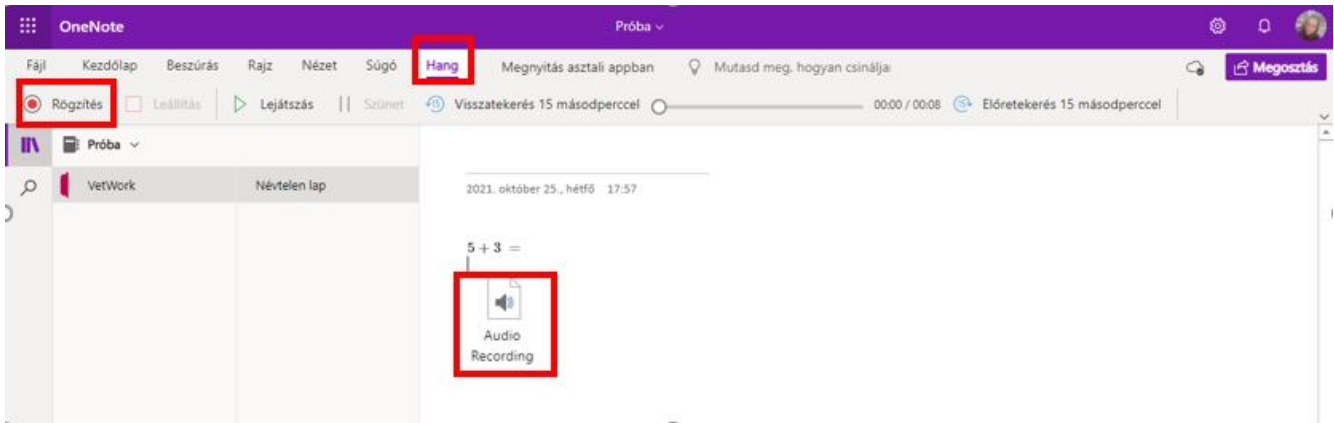 OneNote Próba
Fájl Kezdőlap Beszúrás Rajz Nézet Súgó Hang Megnyitás asztali appban Mutasd meg, hogyan csinálja Megosztás
Rögzítés Leállítás Lejátszás Szünet 15 Visszatekerés 15 másodperccel 00:00 / 00:08 15 Előretekerés 15 másodperccel
Próba
VetWork Névtelen lap
2021. október 25., hétfő 17:57
5 + 3 =
Audio
Recording